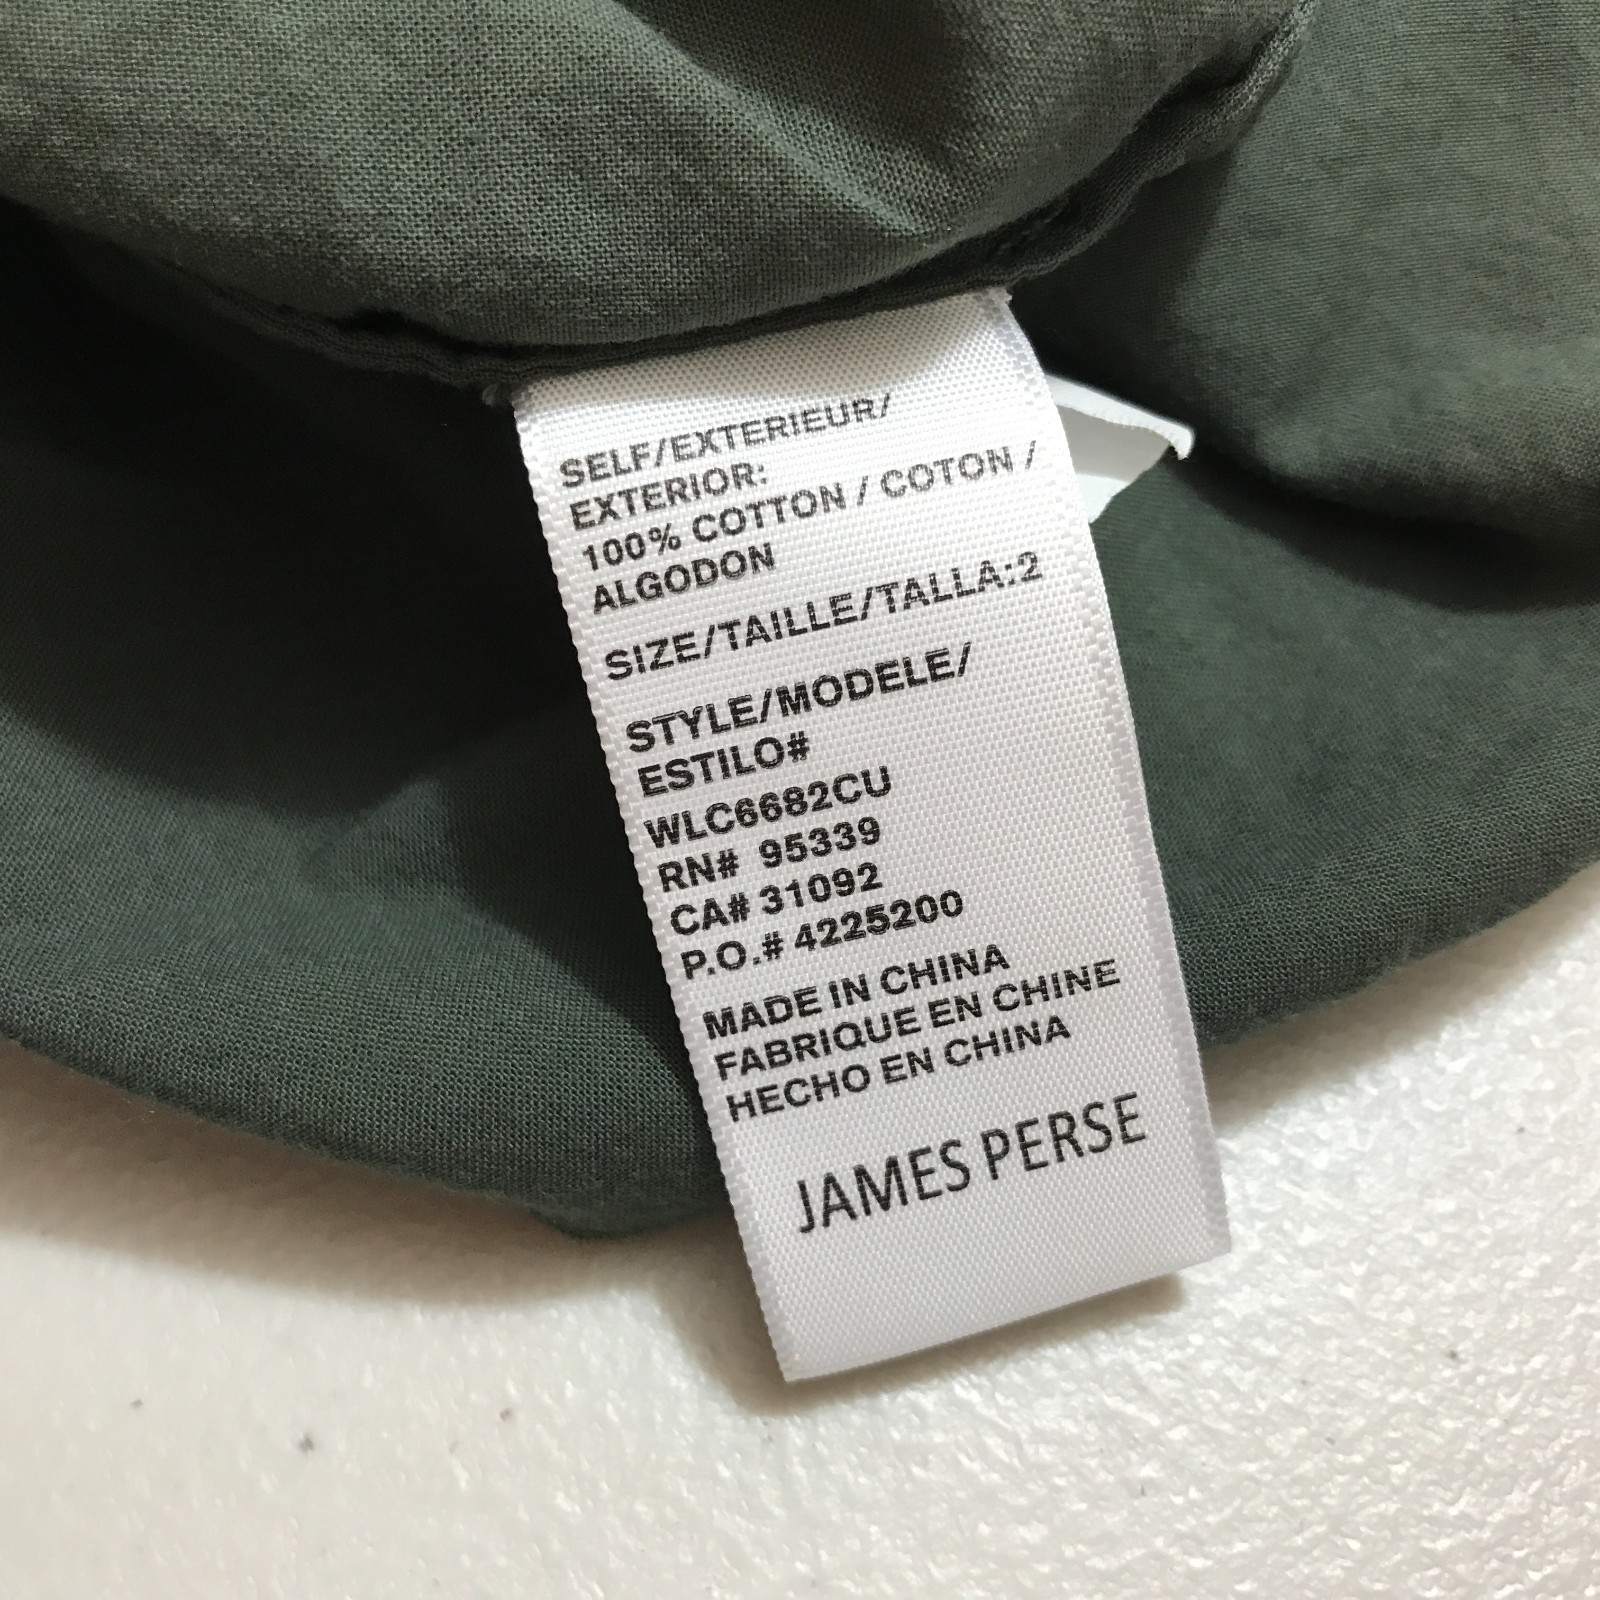 SELF/EXTERIEUR/
EXTERIOR:
100% COTTON / COTON /
ALGODON
SIZE/TAILLE/TALLA:2
STYLE/MODELE/
ESTILO#
WLC6682CU
RN# 95339
CA# 31092
P.O.# 4225200
MADE IN CHINA
FABRIQUE EN CHINE
HECHO EN CHINA
JAMES PERSE